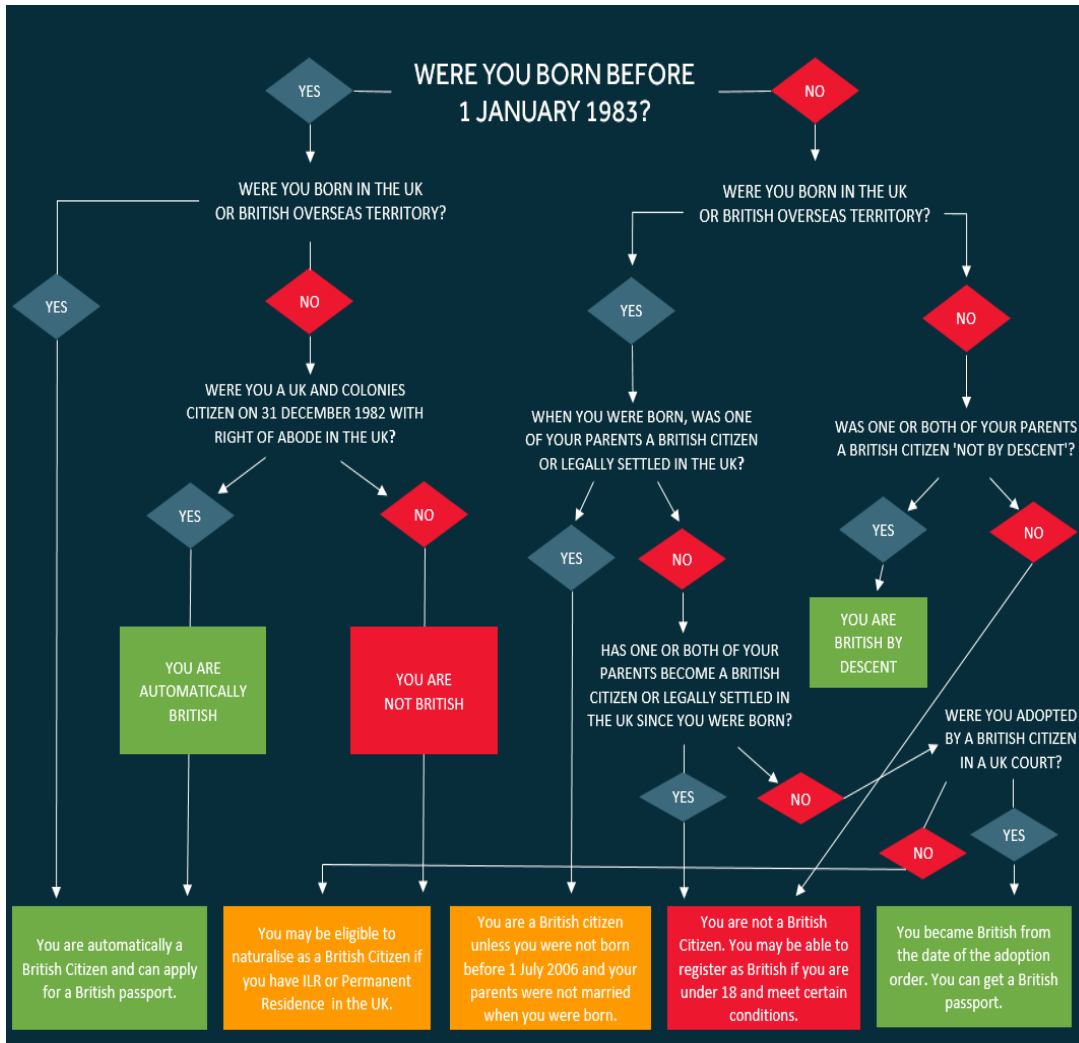 WERE YOU BORN BEFORE
1 JANUARY 1983?
YES
NO
WERE YOU BORN IN THE UK
OR BRITISH OVERSEAS TERRITORY?
WERE YOU BORN IN THE UK
OR BRITISH OVERSEAS TERRITORY?
YES
NO
YES
NO
WERE YOU A UK AND COLONIES
CITIZEN ON 31 DECEMBER 1982 WITH
RIGHT OF ABODE IN THE UK?
WHEN YOU WERE BORN, WAS ONE
OF YOUR PARENTS A BRITISH CITIZEN
OR LEGALLY SETTLED IN THE UK?
WAS ONE OR BOTH OF YOUR PARENTS
A BRITISH CITIZEN 'NOT BY DESCENT'?
YES
NO
YES
NO
YES
NO
YOU ARE
AUTOMATICALLY
BRITISH
YOU ARE
NOT BRITISH
HAS ONE OR BOTH OF YOUR
PARENTS BECOME A BRITISH
CITIZEN OR LEGALLY SETTLED IN
THE UK SINCE YOU WERE BORN?
YOU ARE
BRITISH BY
DESCENT
WERE YOU ADOPTED
BY A BRITISH CITIZEN
IN A UK COURT?
YES
NO
NO
YES
You are automatically a
British Citizen and can apply
for a British passport.
You may be eligible to
naturalise as a British Citizen if
you have ILR or Permanent
Residence in the UK.
You are a British citizen
unless you were not born
before 1 July 2006 and your
parents were not married
when you were born.
You are not a British
Citizen. You may be able to
register as British if you are
under 18 and meet certain
conditions.
You became British from
the date of the adoption
order. You can get a British
passport.